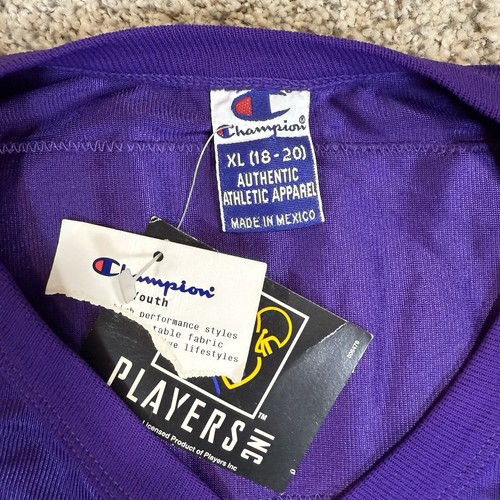 Champion
XL (18-20)
AUTHENTIC
ATHLETIC APPAREL
MADE IN MEXICO
Champion
Youth
performance styles
table fabric
lifestyles
PLAYERS INC
TM
Licensed Product of Players Inc